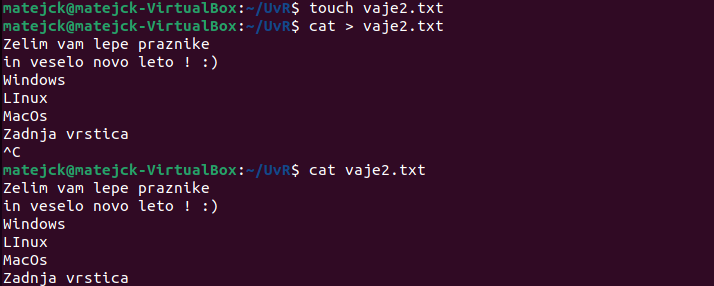 matejck@matejck-VirtualBox:~/UvR$ touch vaje2.txt
matejck@matejck-VirtualBox:~/UvR$ cat > vaje2.txt
Zelim vam lepe praznike
in veselo novo leto ! :)
Windows
LInux
MacOs
Zadnja vrstica
^C
matejck@matejck-VirtualBox:~/UvR$ cat vaje2.txt
Zelim vam lepe praznike
in veselo novo leto ! :)
Windows
LInux
MacOs
Zadnja vrstica